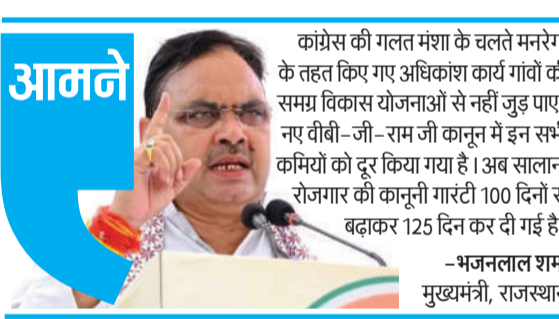 आमने
कांग्रेस की गलत मंशा के चलते मनरेग
के तहत किए गए अधिकांश कार्य गांवों की
समग्र विकास योजनाओं से नहीं जुड़ पाए
नए वीबी-जी-राम जी कानून में इन सभी
कमियों को दूर किया गया है। अब सालान
रोजगार की कानूनी गारंटी 100 दिनों स
बढ़ाकर 125 दिन कर दी गई है
-भजनलाल शम
मुख्यमंत्री, राजस्थान